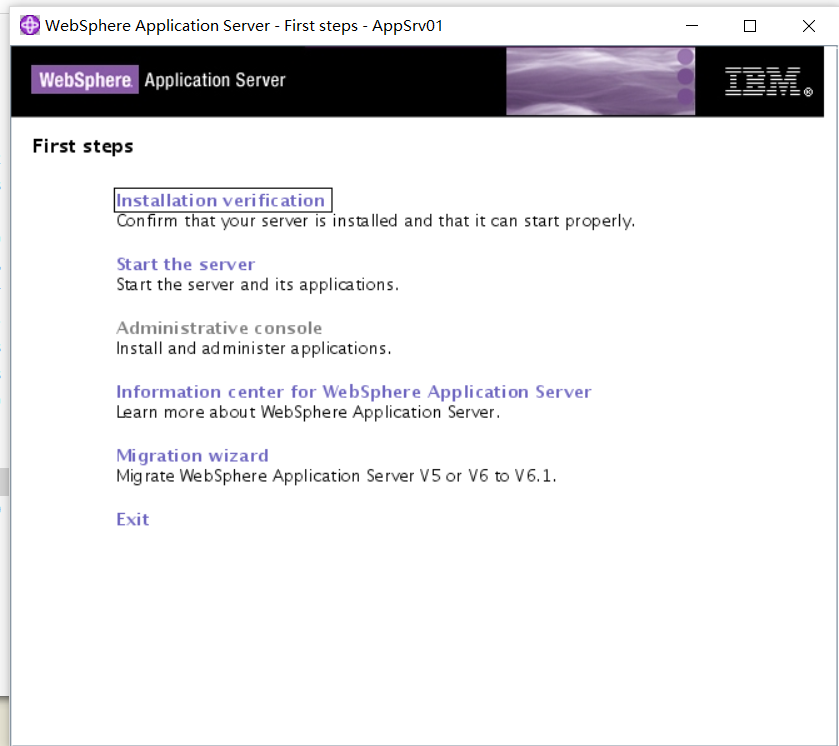 WebSphere Application Server - First steps - AppSrv01
WebSphere. Application Server
IBM®
First steps
Installation verification
Confirm that your server is installed and that it can start properly.
Start the server
Start the server and its applications.
Administrative console
Install and administer applications.
Information center for WebSphere Application Server
Learn more about WebSphere Application Server.
Migration wizard
Migrate WebSphere Application Server V5 or V6 to V6.1.
Exit